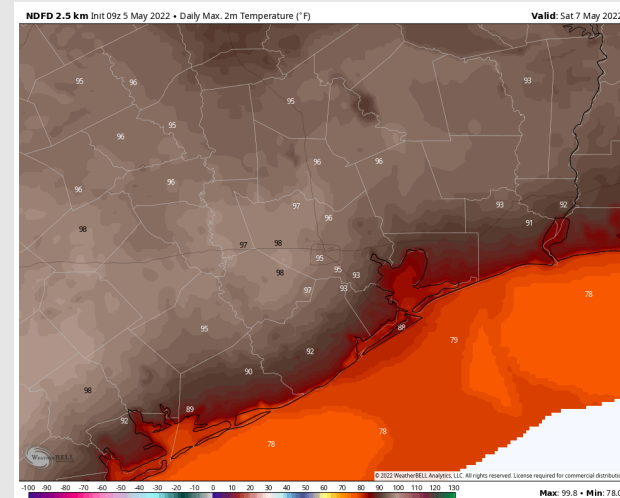 NDFD 2.5 km Init 09z 5 May 2022 • Daily Max. 2m Temperature (°F)
Valid: Sat 7 May 2022
95 96 95 93
96 95
96 96
96 96
97 96 93 92
91
98 97 98
95
98 95 93
97 93
78
95 88
79
92
90
98
92 89
78 78
WeatherBELL
© 2022 WeatherBELL Analytics, LLC. All rights reserved. License required for commercial distributio
-100 -90 -80 -70 -60 -50 -40 -30 -20 -10 0 10 20 30 40 50 60 70 80 90 100 110 120 130
Max: 99.8 • Min: 78.0